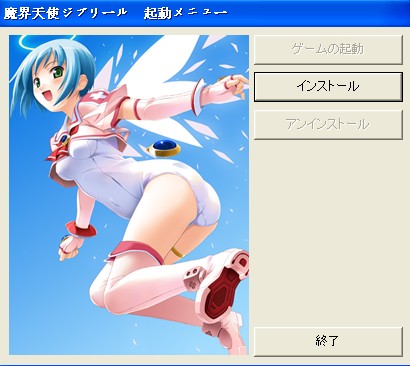 魔界天使ジブリール 起動メニュー
ゲームの起動
インストール
アンインストール
終了